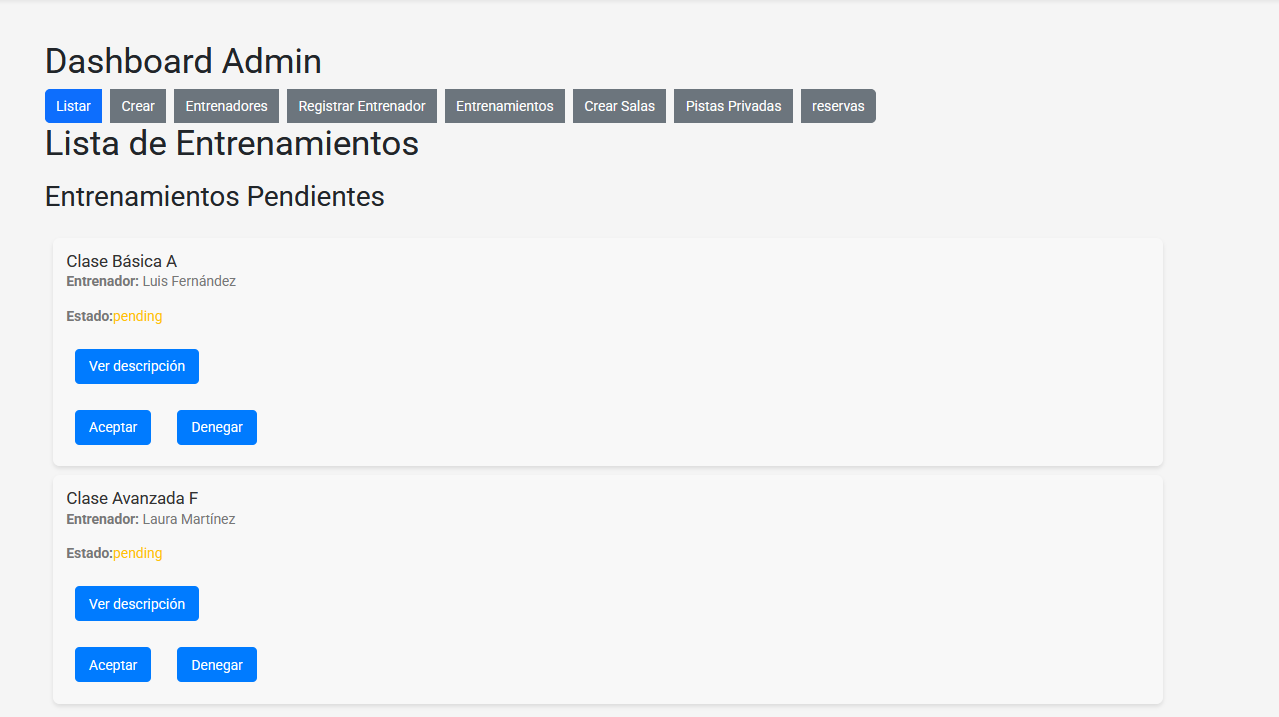 Dashboard Admin
Listar Crear Entrenadores Registrar Entrenador Entrenamientos Crear Salas Pistas Privadas reservas
Lista de Entrenamientos
Entrenamientos Pendientes
Clase Básica A
Entrenador: Luis Fernández
Estado:pending
Ver descripción
Aceptar Denegar
Clase Avanzada F
Entrenador: Laura Martínez
Estado:pending
Ver descripción
Aceptar Denegar